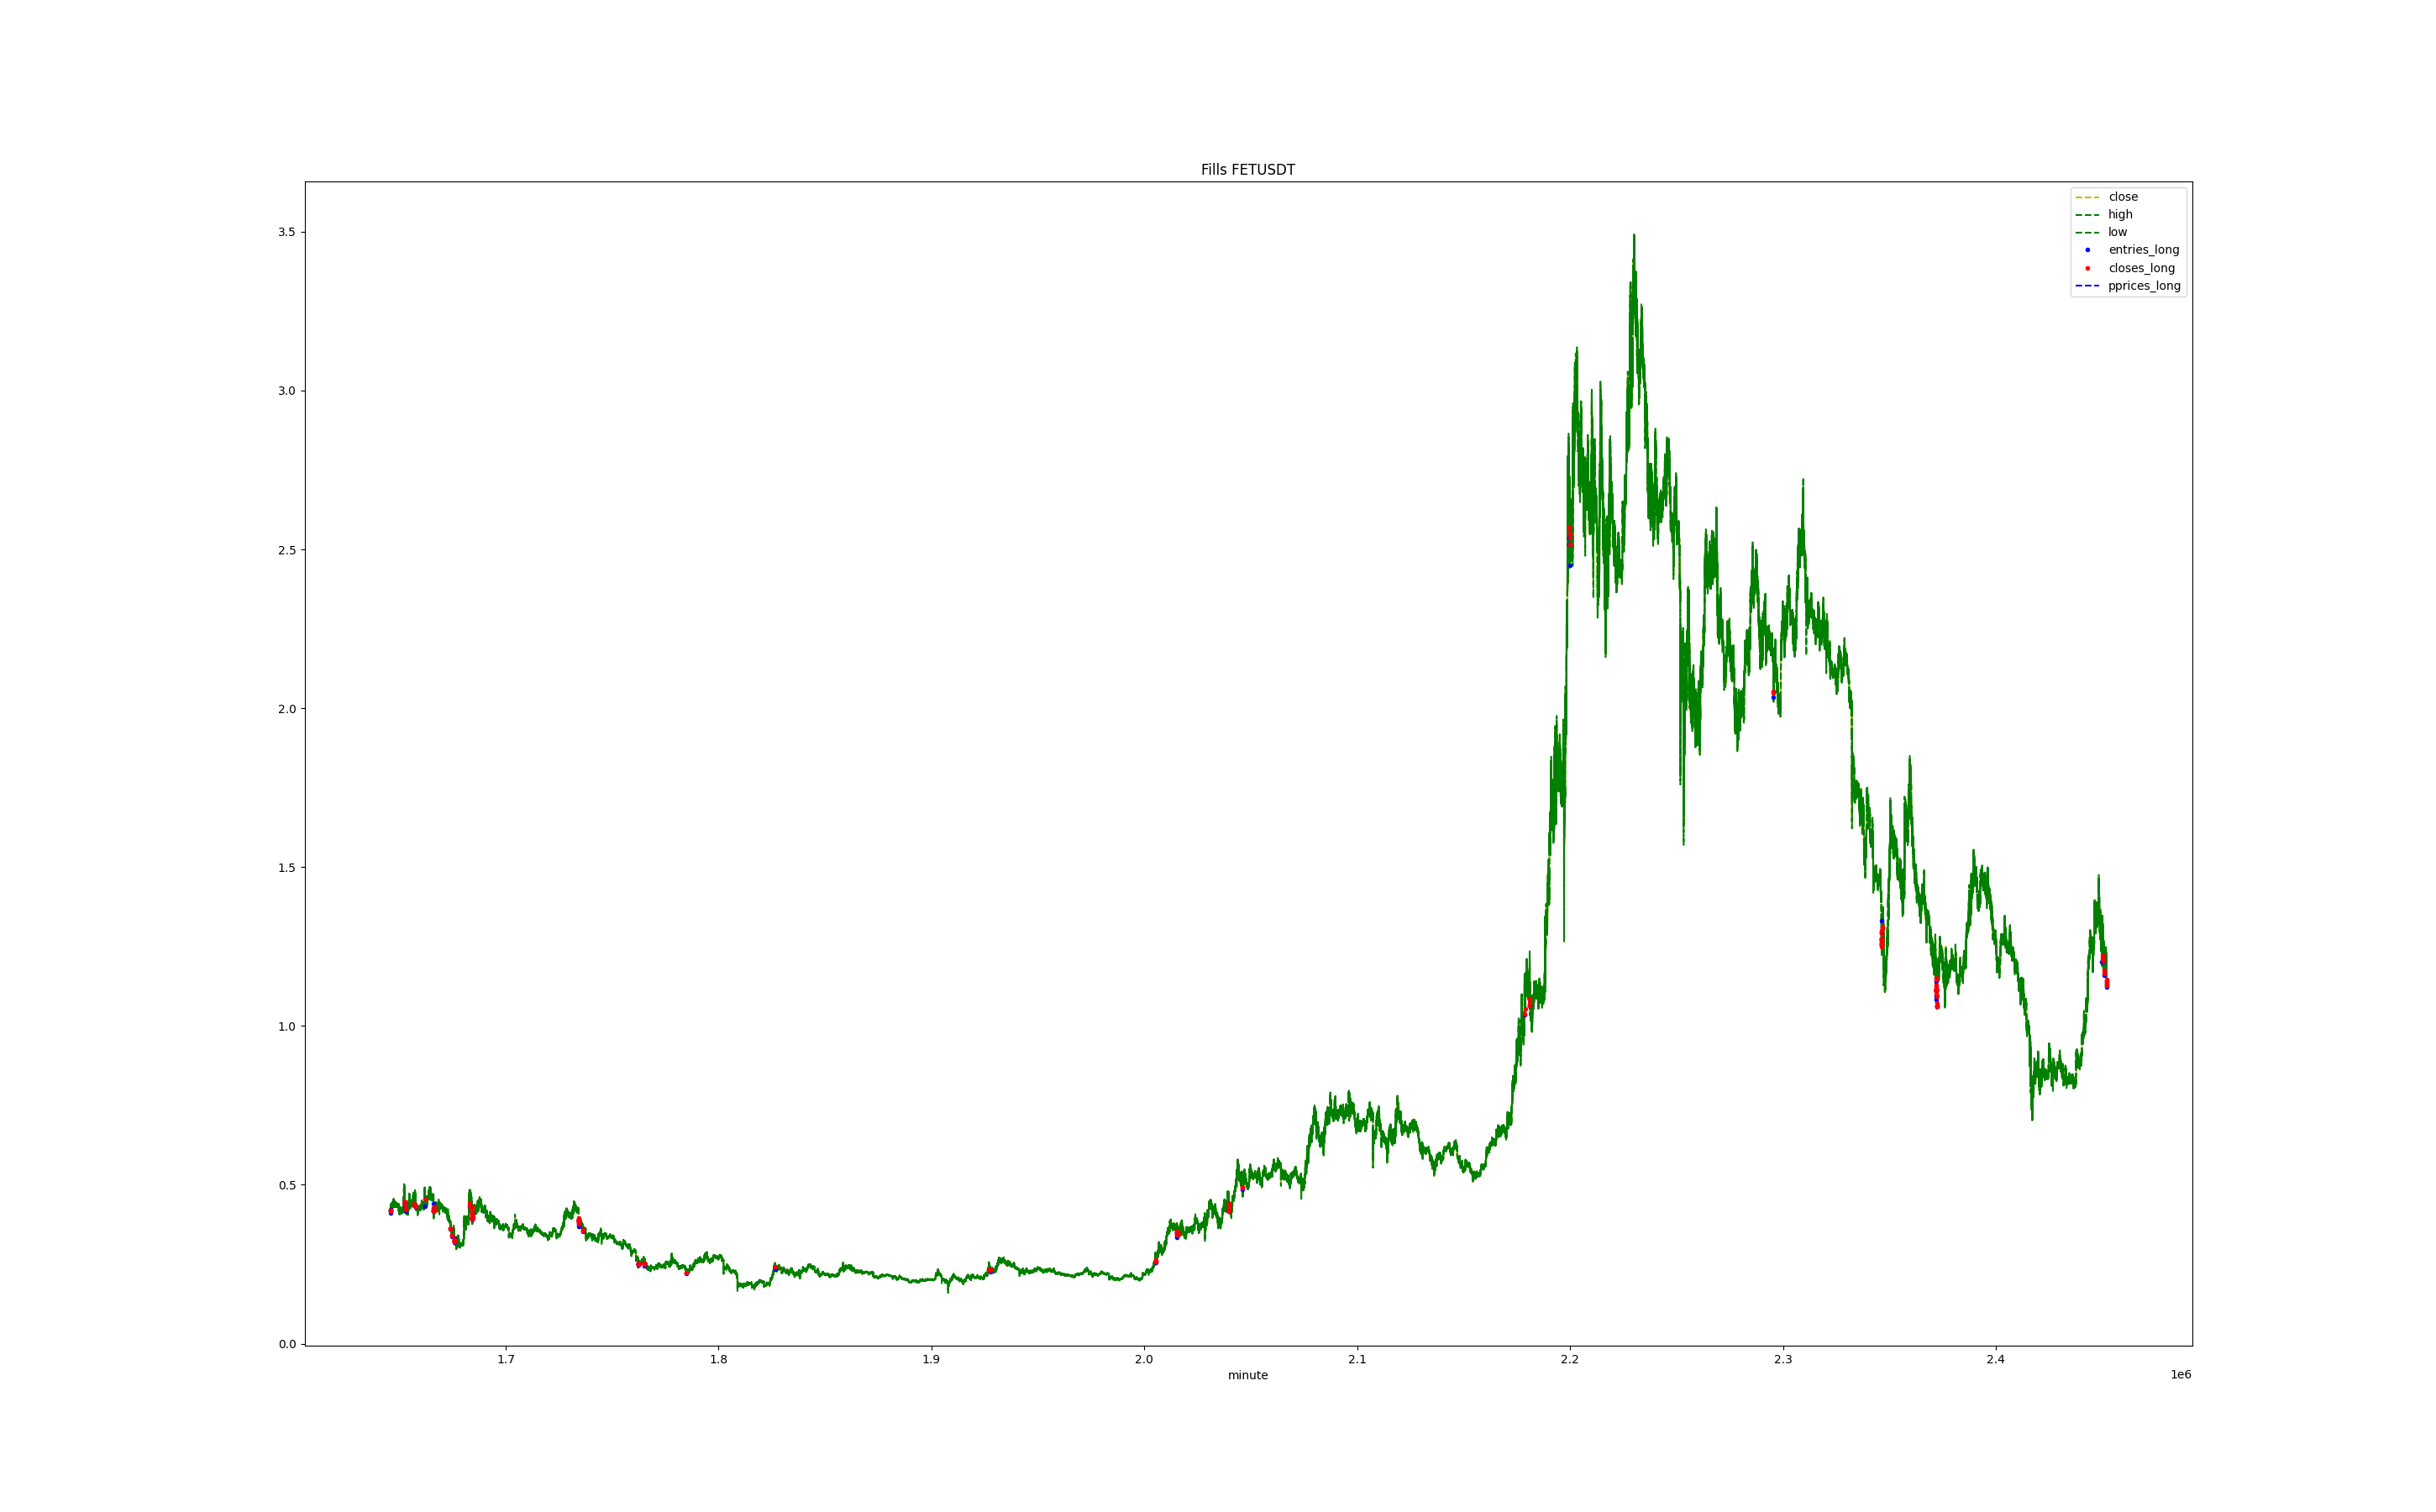 Fills FETUSDT
close
high
low
entries_long
closes_long
pprices_long
3.5
3.0
2.5
2.0
1.5
1.0
0.5
0.0
1.7 1.8 1.9 2.0 2.1 2.2 2.3 2.4
minute 1e6